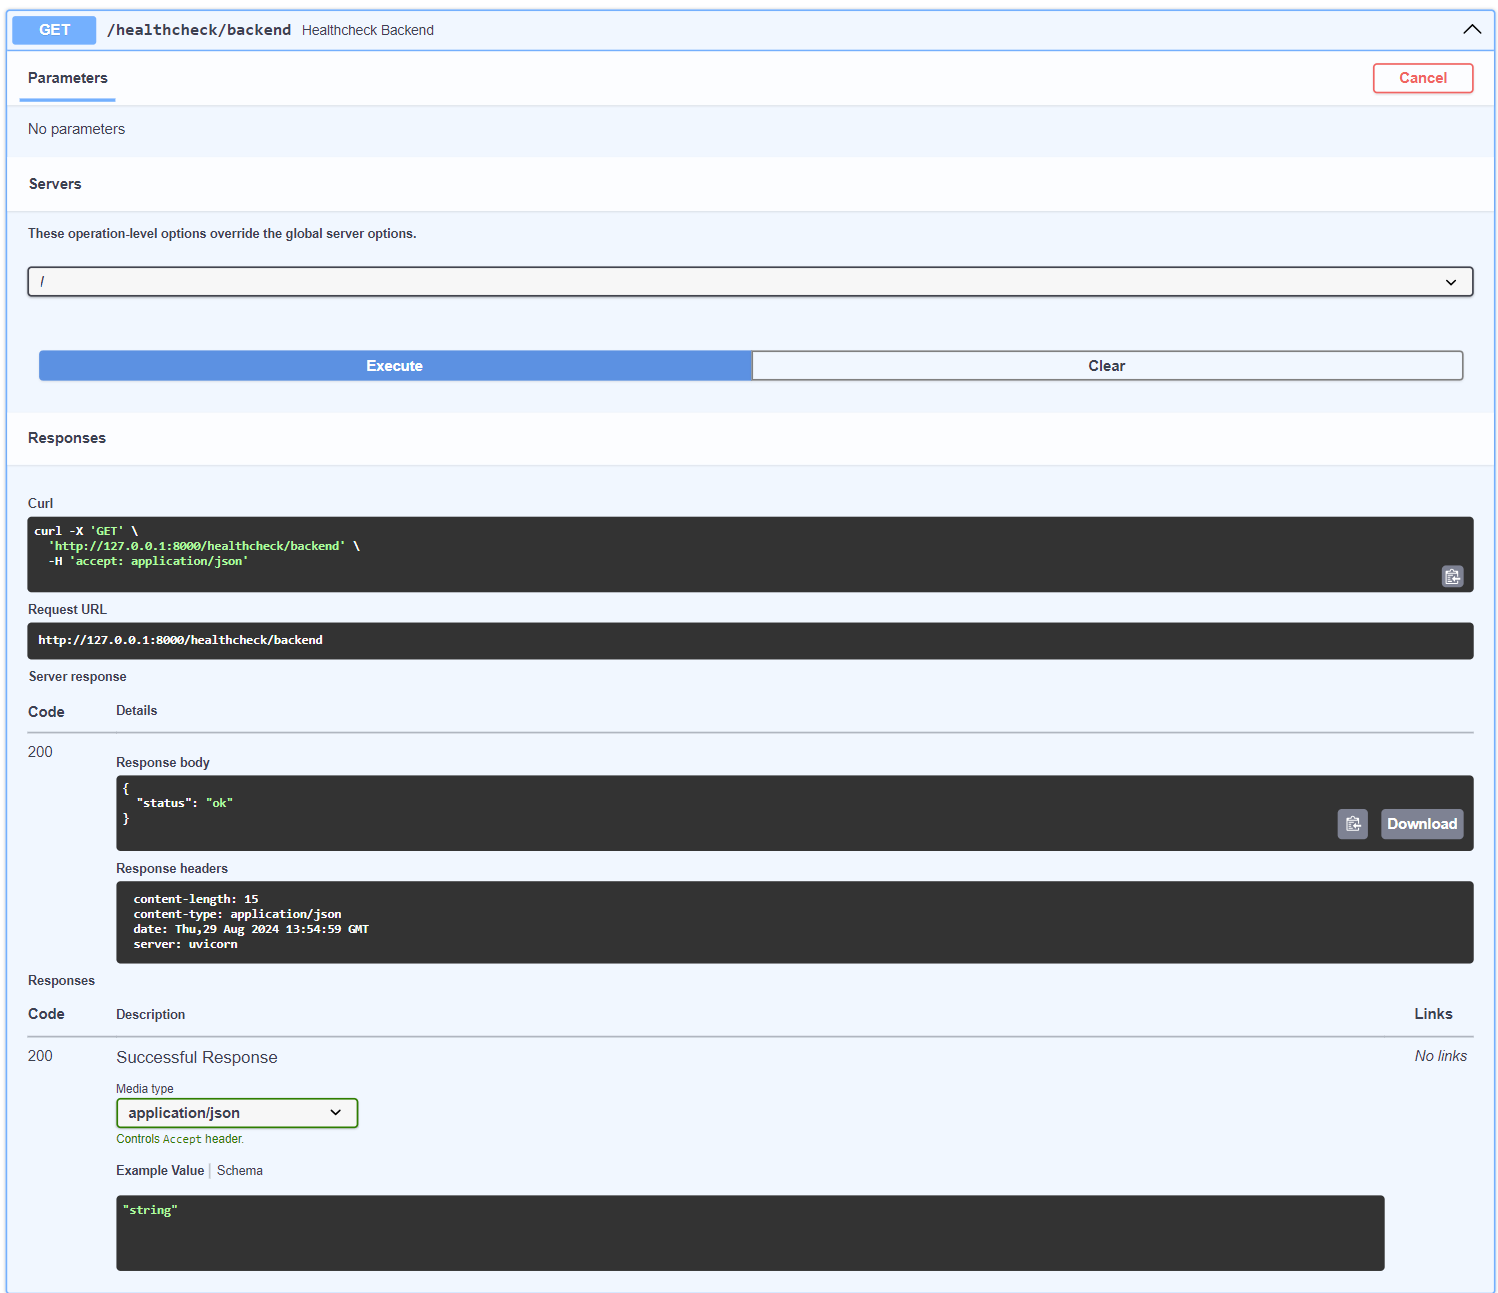 GET /healthcheck/backend Healthcheck Backend
Parameters
Cancel
No parameters
Servers
These operation-level options override the global server options.
/
Execute
Clear
Responses
Curl
curl -X 'GET' \
'http://127.0.0.1:8000/healthcheck/backend' \
-H 'accept: application/json'
Request URL
http://127.0.0.1:8000/healthcheck/backend
Server response
Code Details
200
Response body
{
"status": "ok"
}
Download
Response headers
content-length: 15
content-type: application/json
date: Thu,29 Aug 2024 13:54:59 GMT
server: uvicorn
Responses
Code Description Links
200 Successful Response No links
Media type
application/json
Controls Accept header.
Example Value Schema
"string"